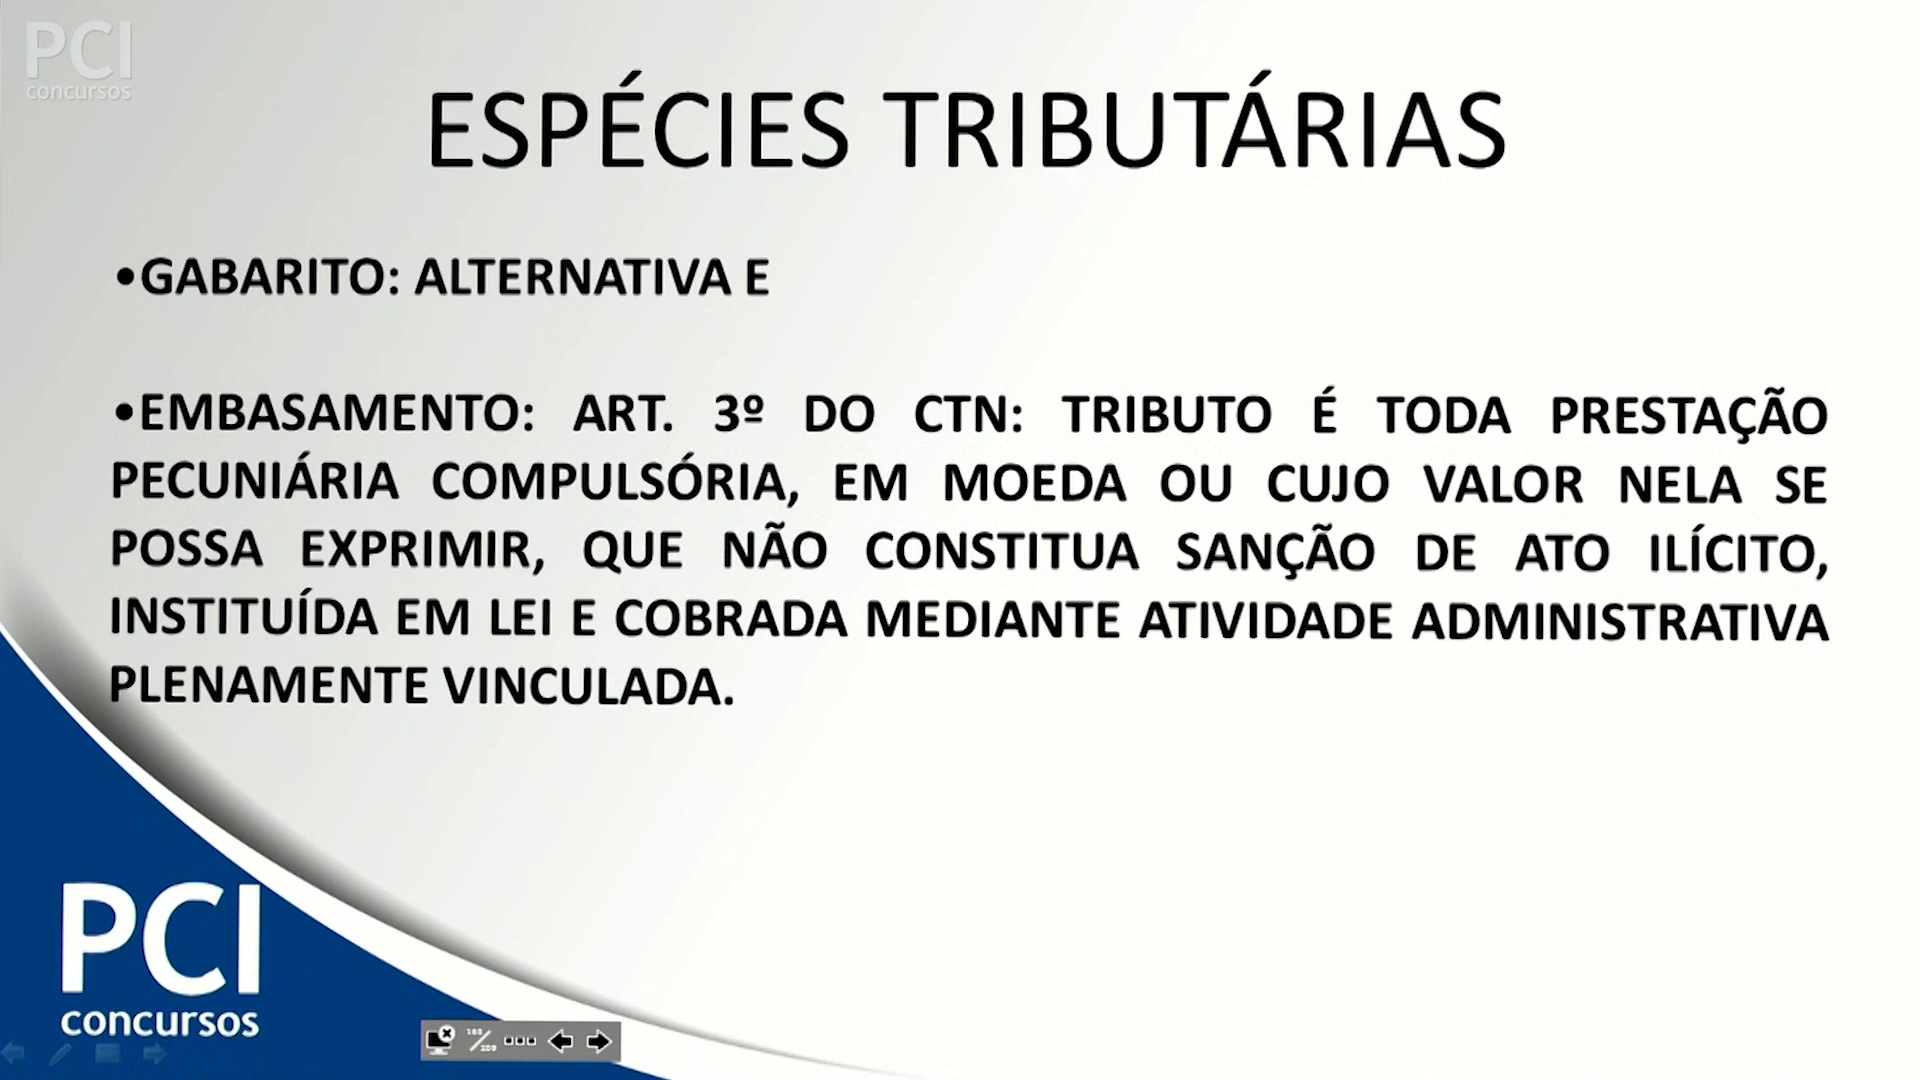 PCI
concursos
ESPÉCIES TRIBUTÁRIAS
•GABARITO: ALTERNATIVA E
•EMBASAMENTO: ART. 3º DO CTN: TRIBUTO É TODA PRESTAÇÃO
PECUNIÁRIA COMPULSÓRIA, EM MOEDA OU CUJO VALOR NELA SE
POSSA EXPRIMIR, QUE NÃO CONSTITUA SANÇÃO DE ATO ILÍCITO,
INSTITUÍDA EM LEI E COBRADA MEDIANTE ATIVIDADE ADMINISTRATIVA
PLENAMENTE VINCULADA.
PCI
concursos